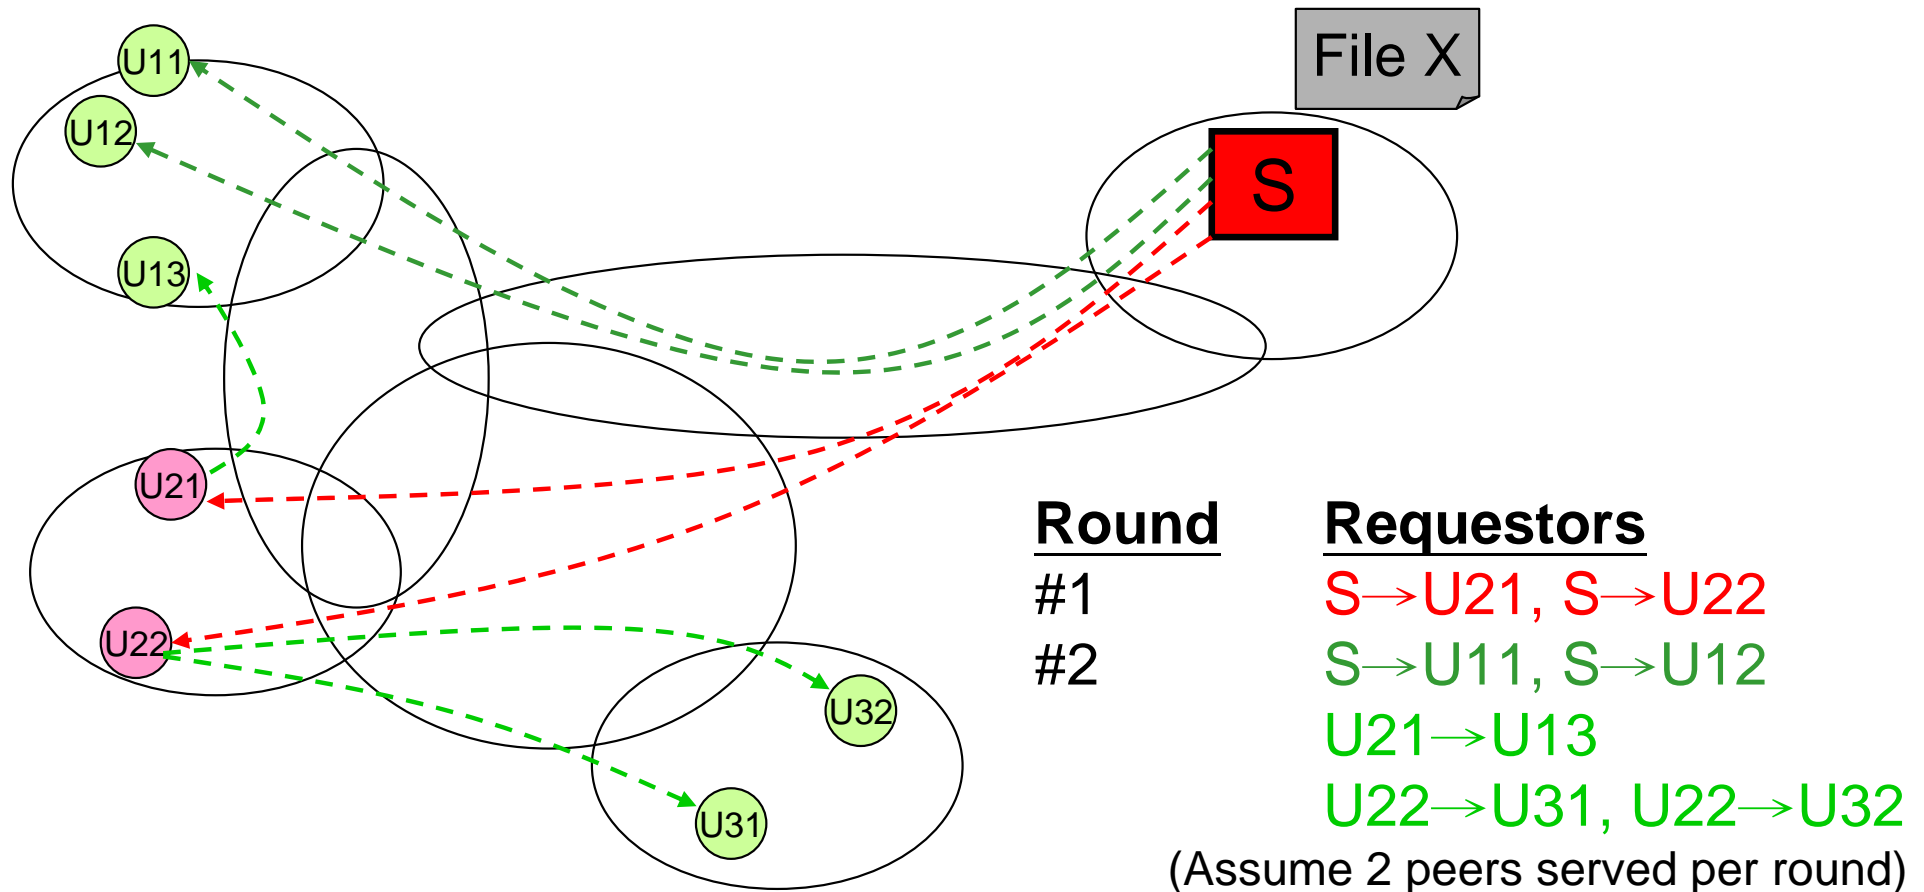 File X
U11
U12
S
U13
U21
U22
U32
U31
Round Requestors
#1 S→U21, S→U22
#2 S→U11, S→U12
U21→U13
U22→U31, U22→U32
(Assume 2 peers served per round)